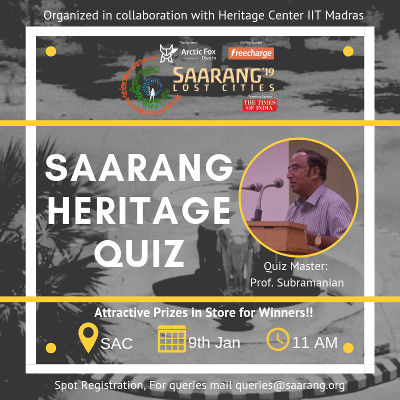 Organized in collaboration with Heritage Center IIT Madras
Arctic Fox
freecharge
SAARANG '19
LOST CITIES
THE TIMES OF INDIA
SAARANG
HERITAGE
QUIZ
Quiz Master:
Prof. Subramanian
Attractive Prizes in Store for Winners!!
SAC
9th Jan
11 AM
Spot Registration, For queries mail queries@saarang.org